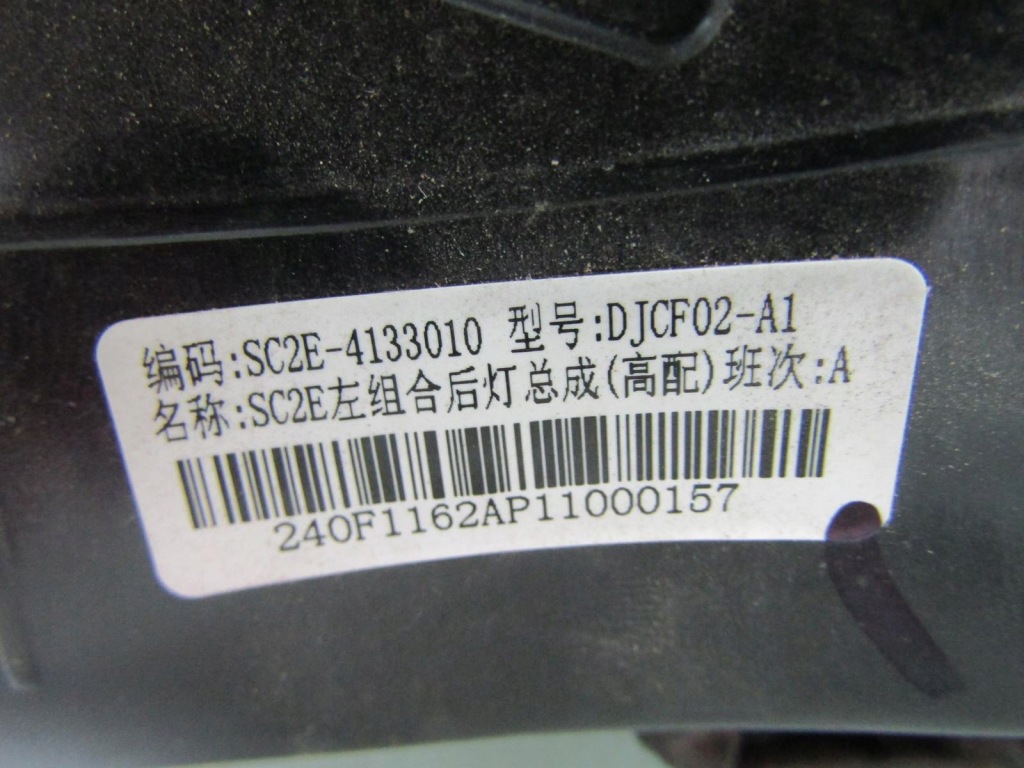 编码:SC2E-4133010 型号:DJCF02-A1
名称:SC2E左组合后灯总成(高配)班次:A
240F1162AP11000157